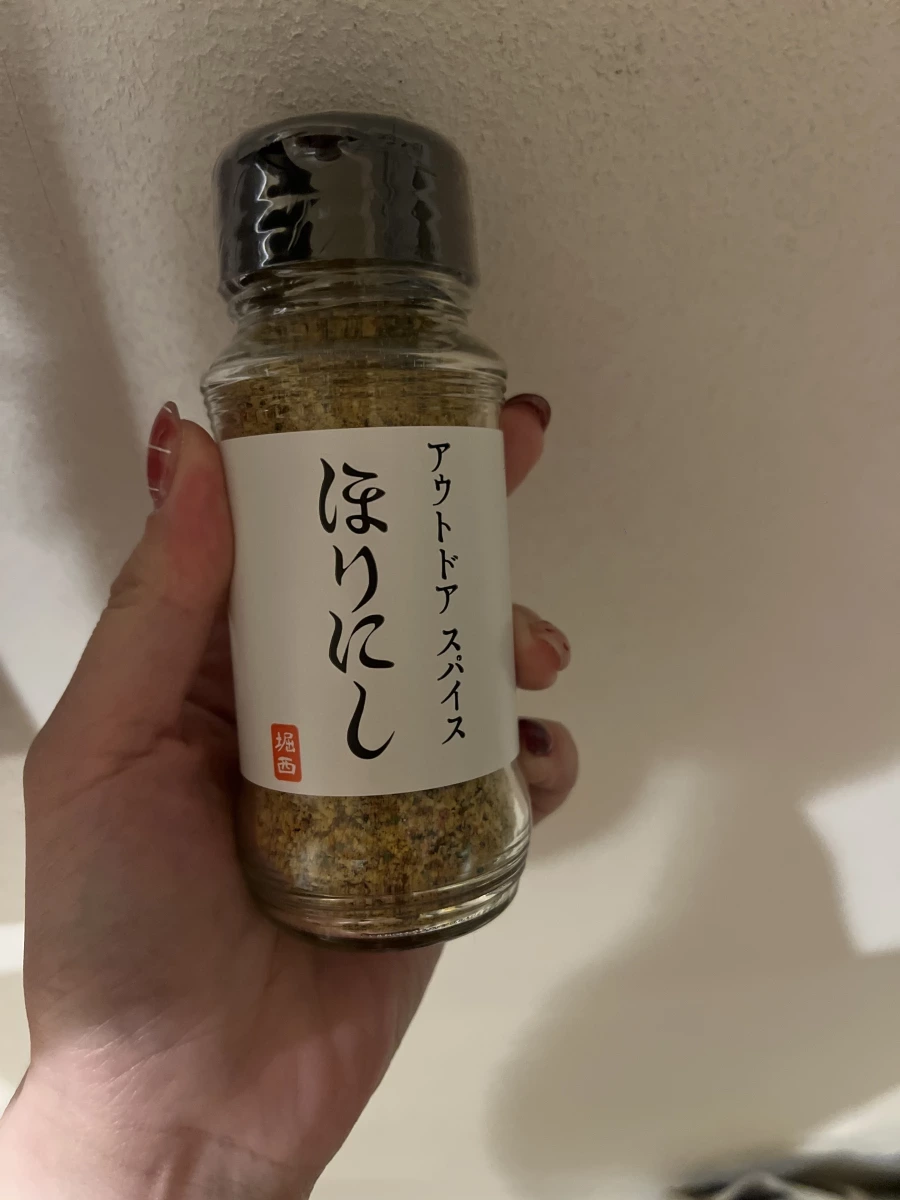 アウトドア スパイス
ほりにし
堀西